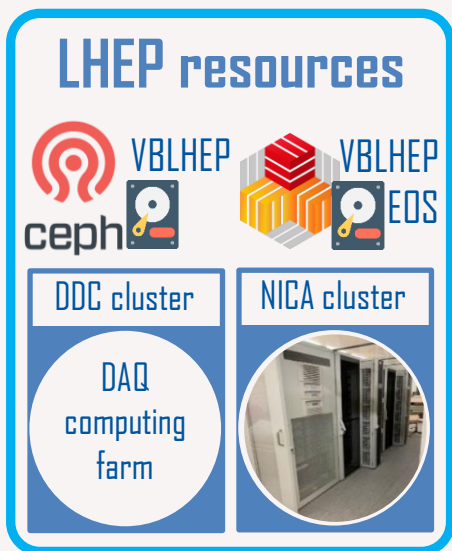 LHEP resources
ceph
VBLHEP
VBLHEP
EOS
DDC cluster
DAQ
computing
farm
NICA cluster